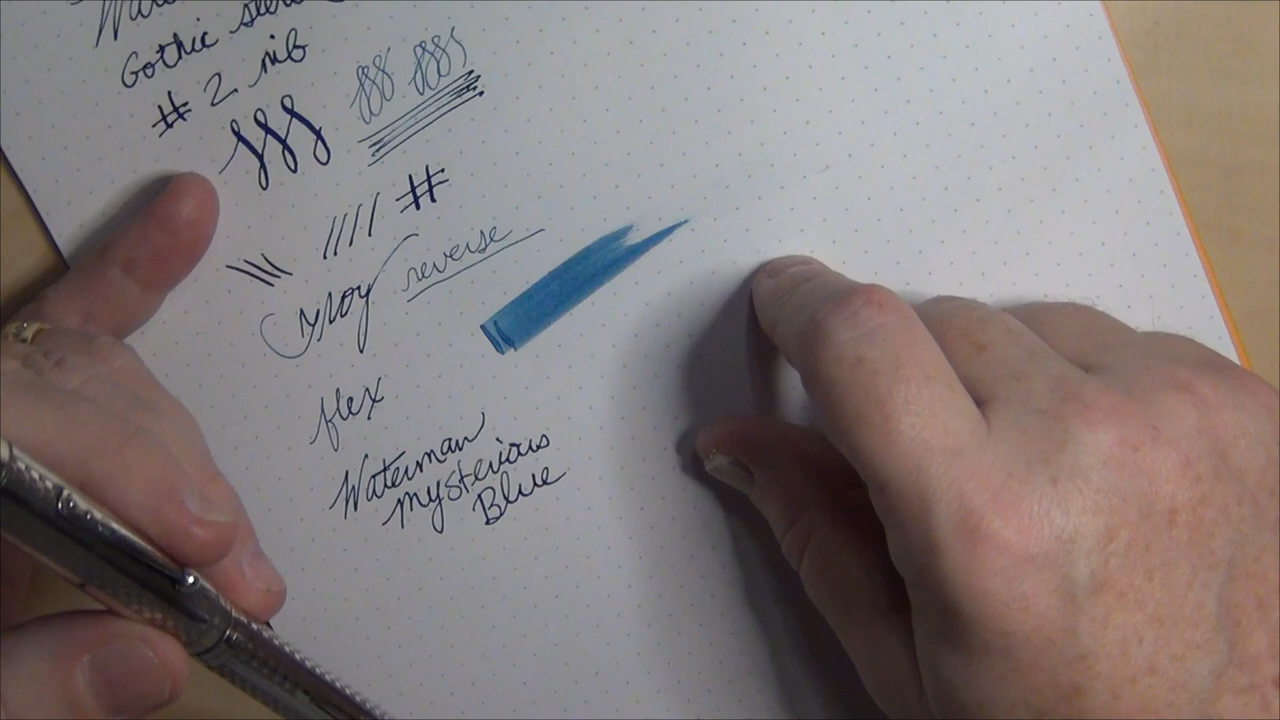 Gothic
# 2 nib
#
reverse
flex
Waterman
mysterious
Blue